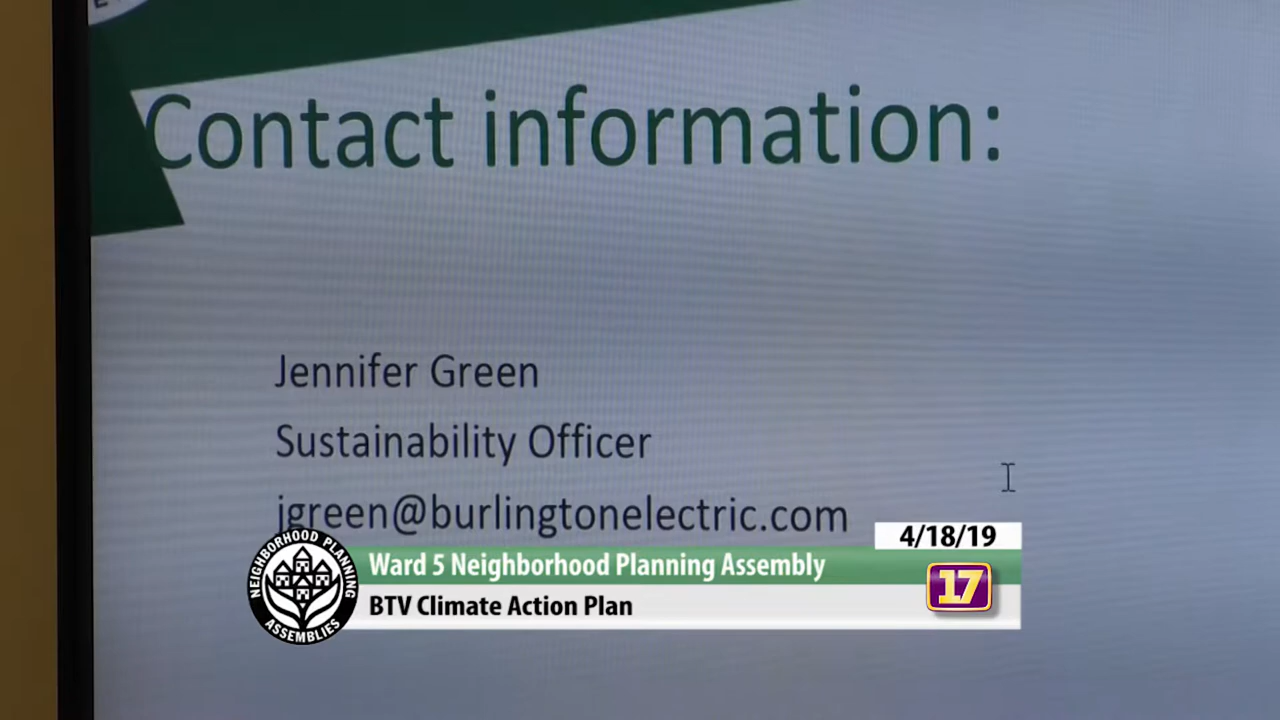 Contact information:
Jennifer Green
Sustainability Officer
jgreen@burlingtonelectric.com
4/18/19
NEIGHBORHOOD PLANNING
ASSEMBLIES
Ward 5 Neighborhood Planning Assembly
17
BTV Climate Action Plan